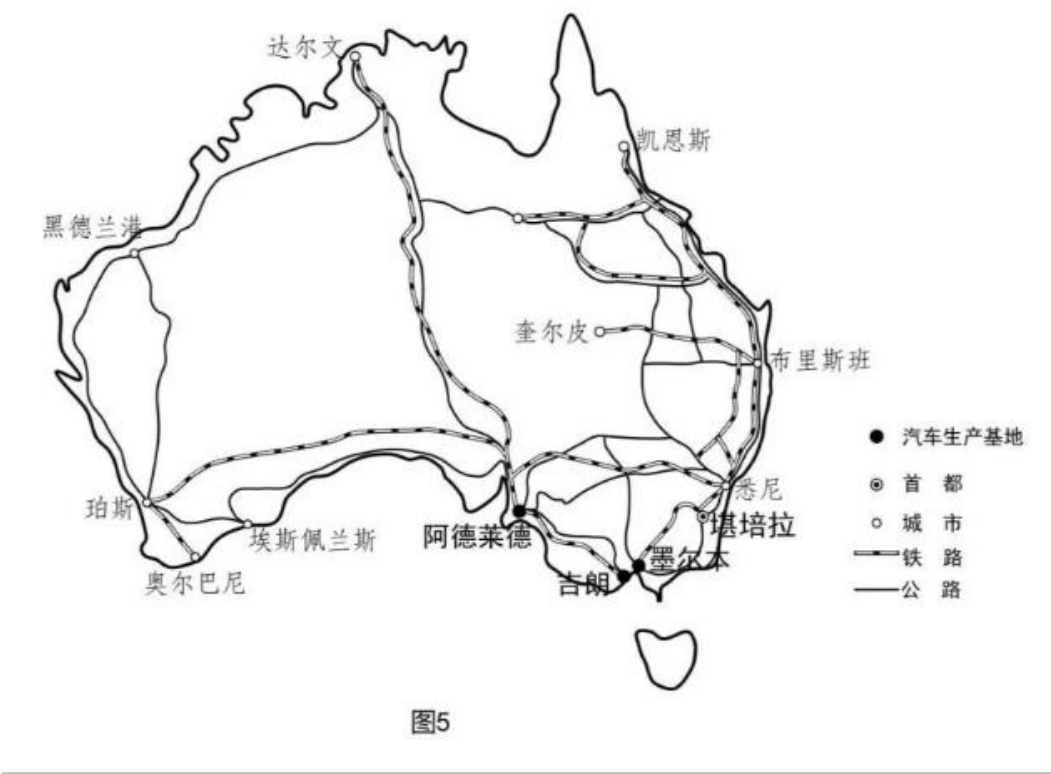 达尔文
凯恩斯
黑德兰港
奎尔皮
布里斯班
汽车生产基地
首 都
悉尼
珀斯
城 市
堪培拉
阿德莱德
埃斯佩兰斯
墨尔本
铁 路
奥尔巴尼
吉朗
公 路
图5